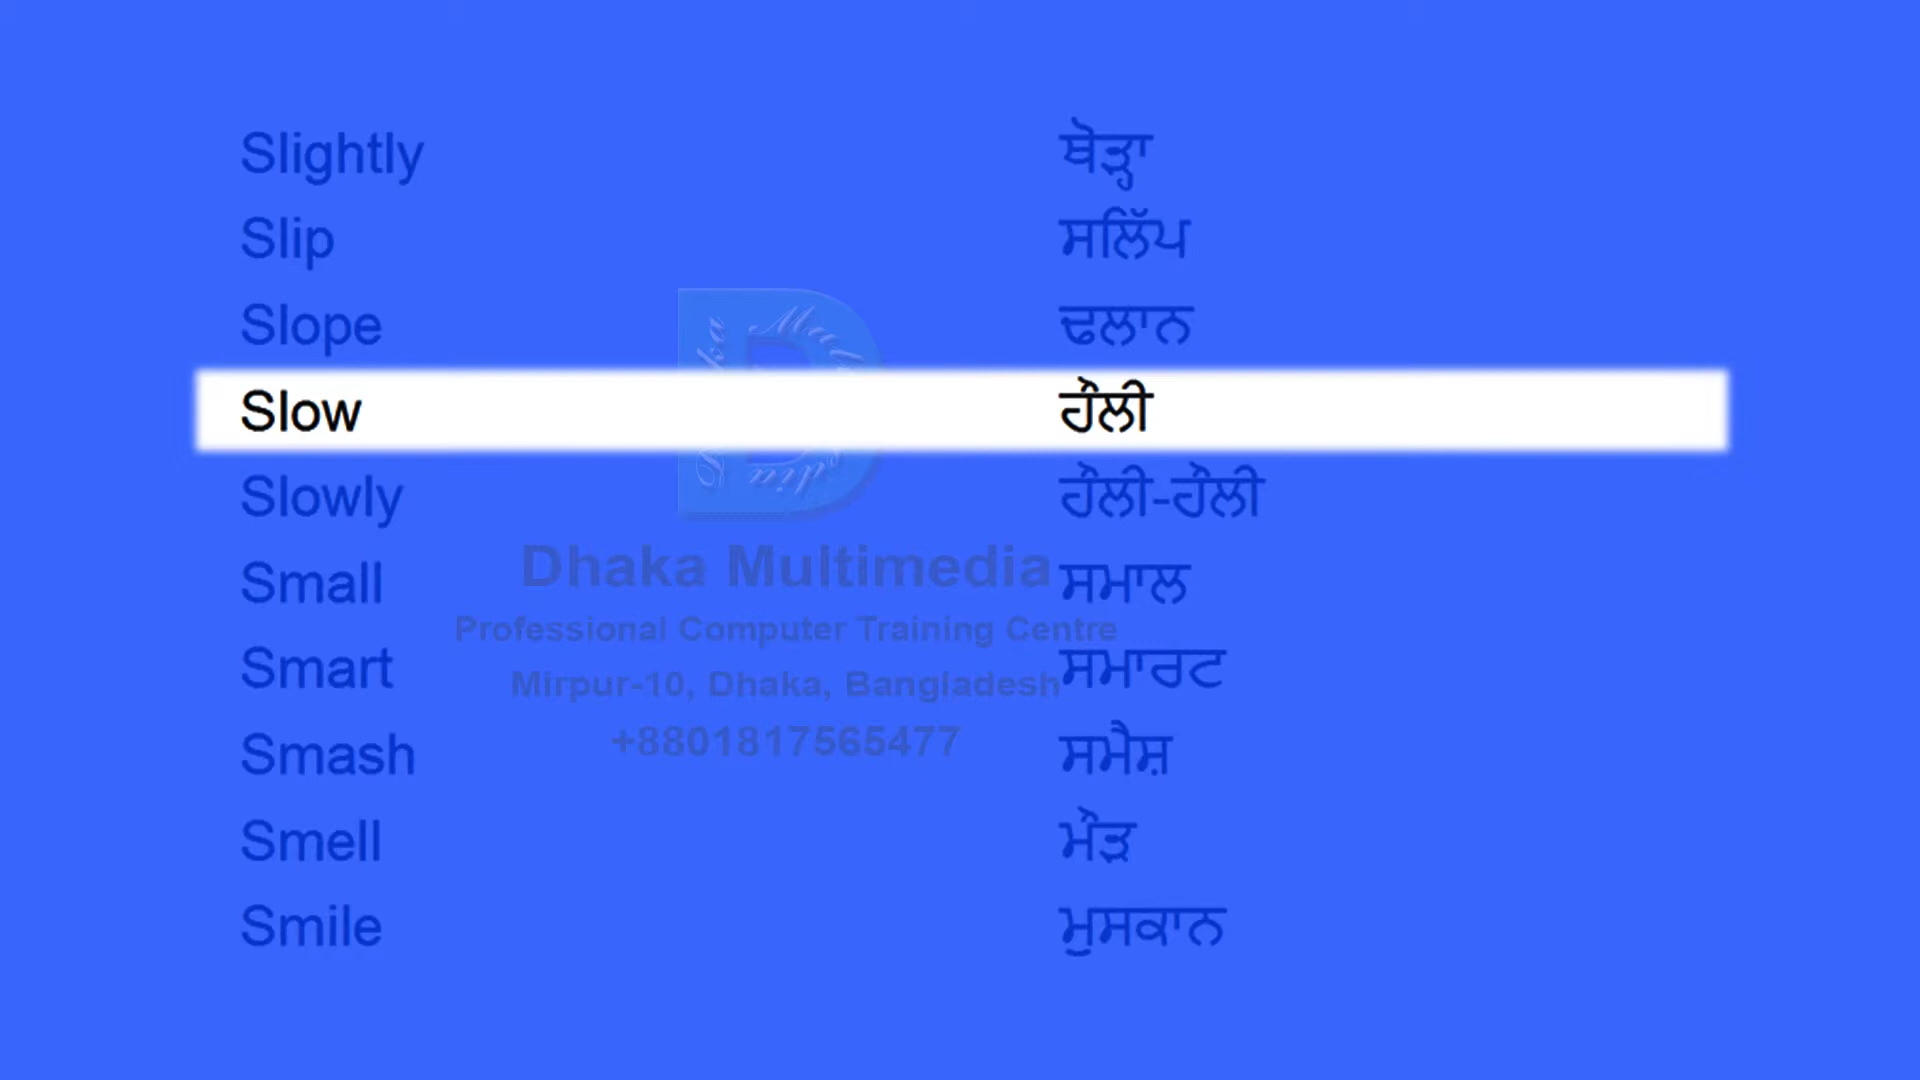 Slightly ਥੋੜ੍ਹਾ
Slip ਸਲਿੱਪ
Slope ਢਲਾਨ
Slow ਹੌਲੀ
Slowly ਹੌਲੀ-ਹੌਲੀ
Small ਸਮਾਲ
Smart ਸਮਾਰਟ
Smash ਸਮੈਸ਼
Smell ਮੌੜ
Smile ਮੁਸਕਾਨ
Dhaka Multimedia
Professional Computer Training Centre
Mirpur-10, Dhaka, Bangladesh
+8801817565477